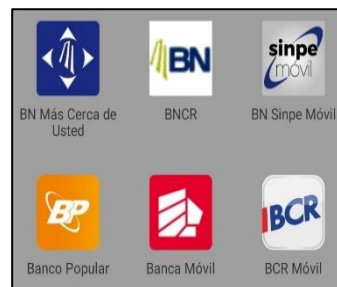 BN
sinpe
móvil
BN Más Cerca de
Usted
BNCR
BN Sinpe Móvil
BP
BCR
Banco Popular
Banca Móvil
BCR Móvil